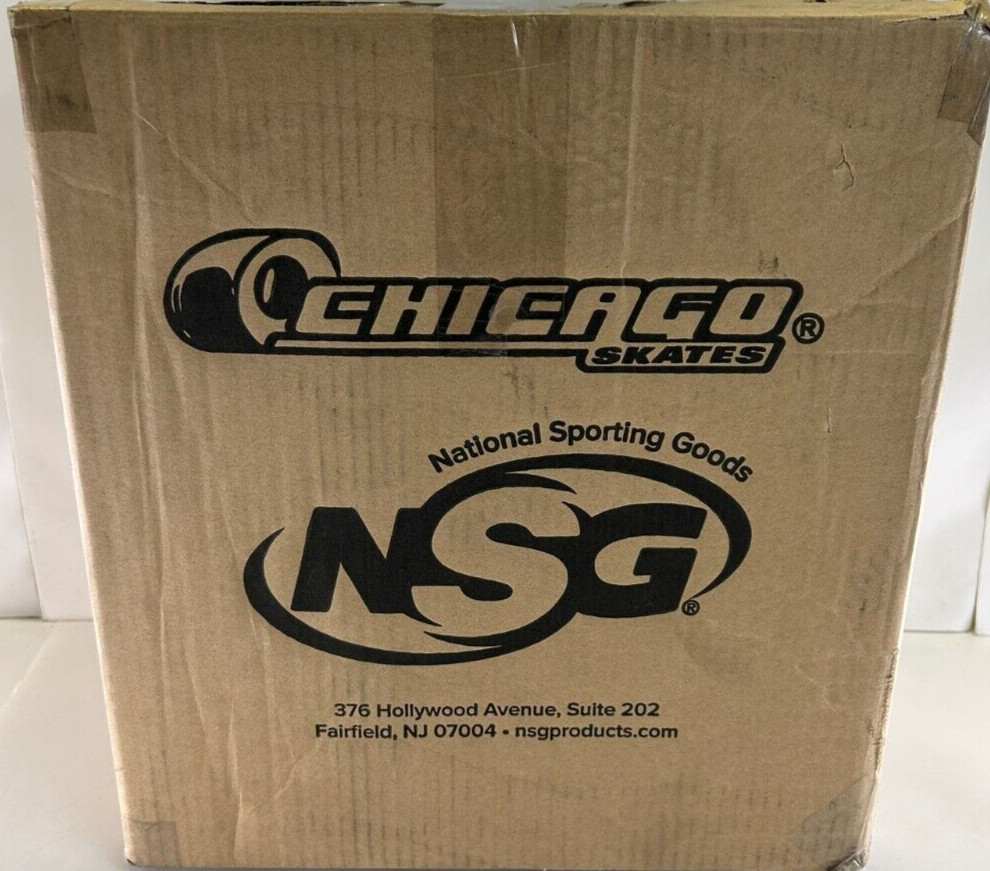 CHICAGO®
SKATES
National Sporting Goods
NSG®
376 Hollywood Avenue, Suite 202
Fairfield, NJ 07004 • nsgproducts.com